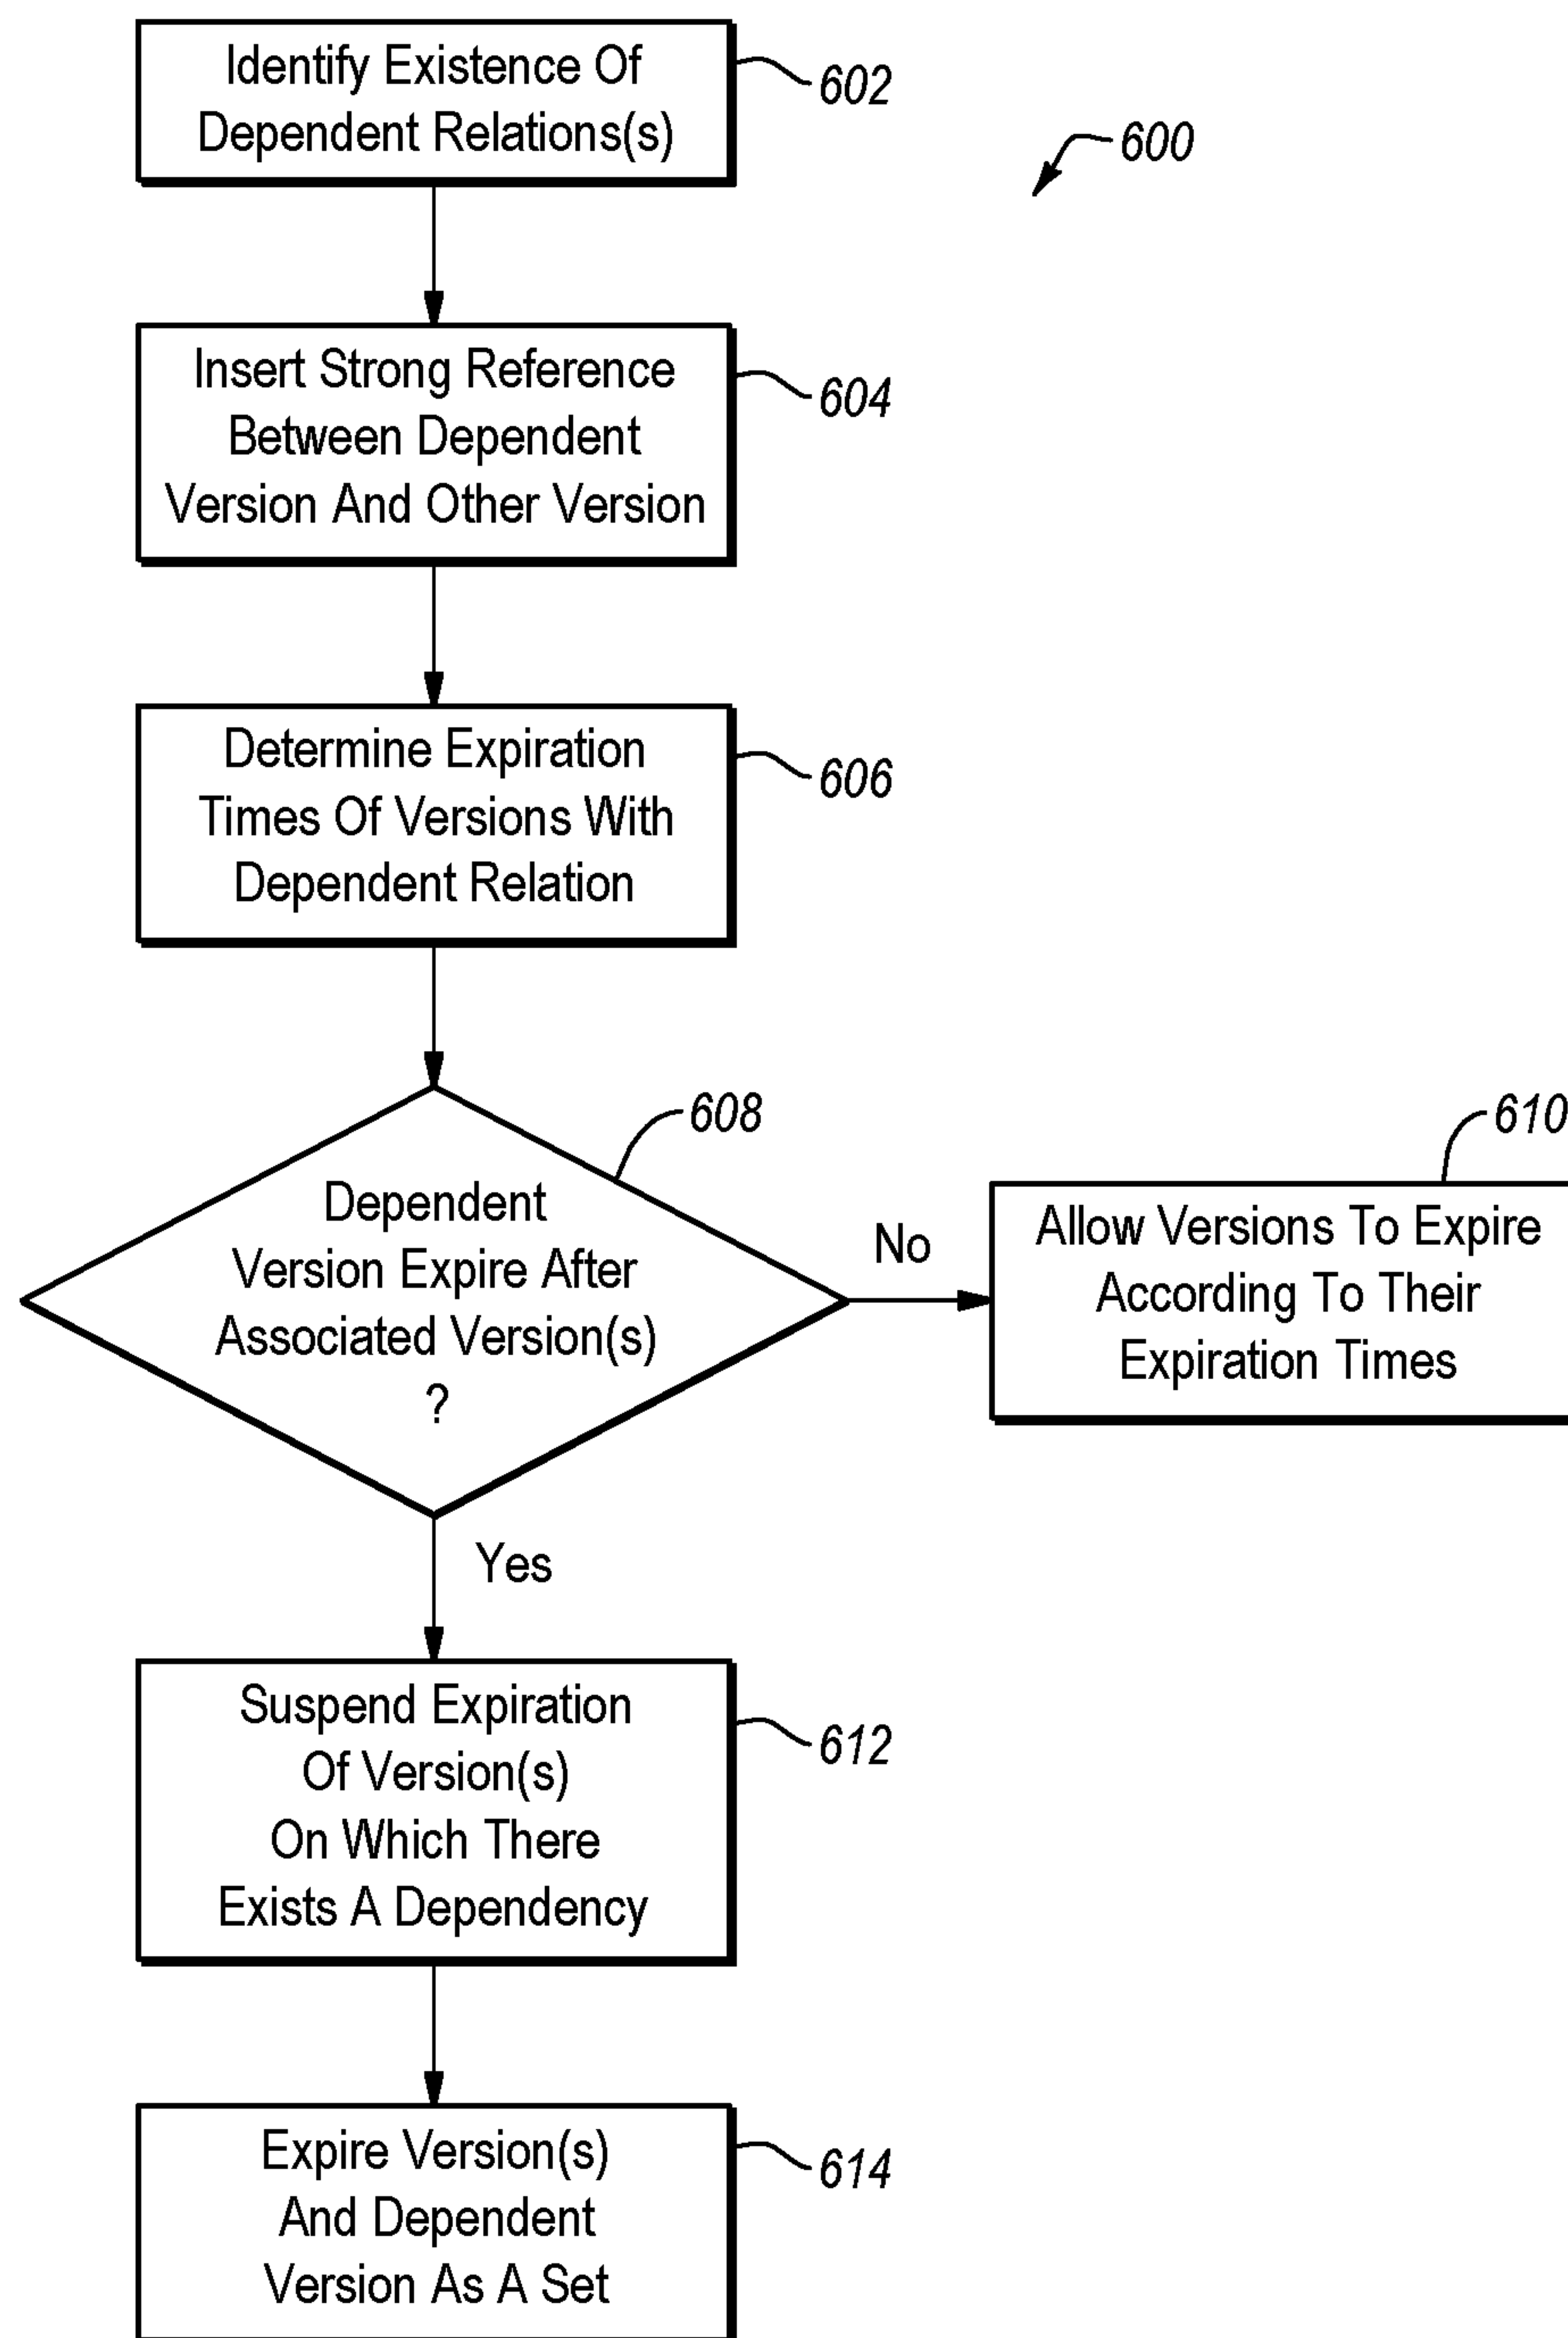 Identify Existence Of
Dependent Relations(s)
602
600
Insert Strong Reference
Between Dependent
Version And Other Version
604
Determine Expiration
Times Of Versions With
Dependent Relation
606
608
Dependent
Version Expire After
Associated Version(s)
?
No
610
Allow Versions To Expire
According To Their
Expiration Times
Yes
Suspend Expiration
Of Version(s)
On Which There
Exists A Dependency
612
Expire Version(s)
And Dependent
Version As A Set
614